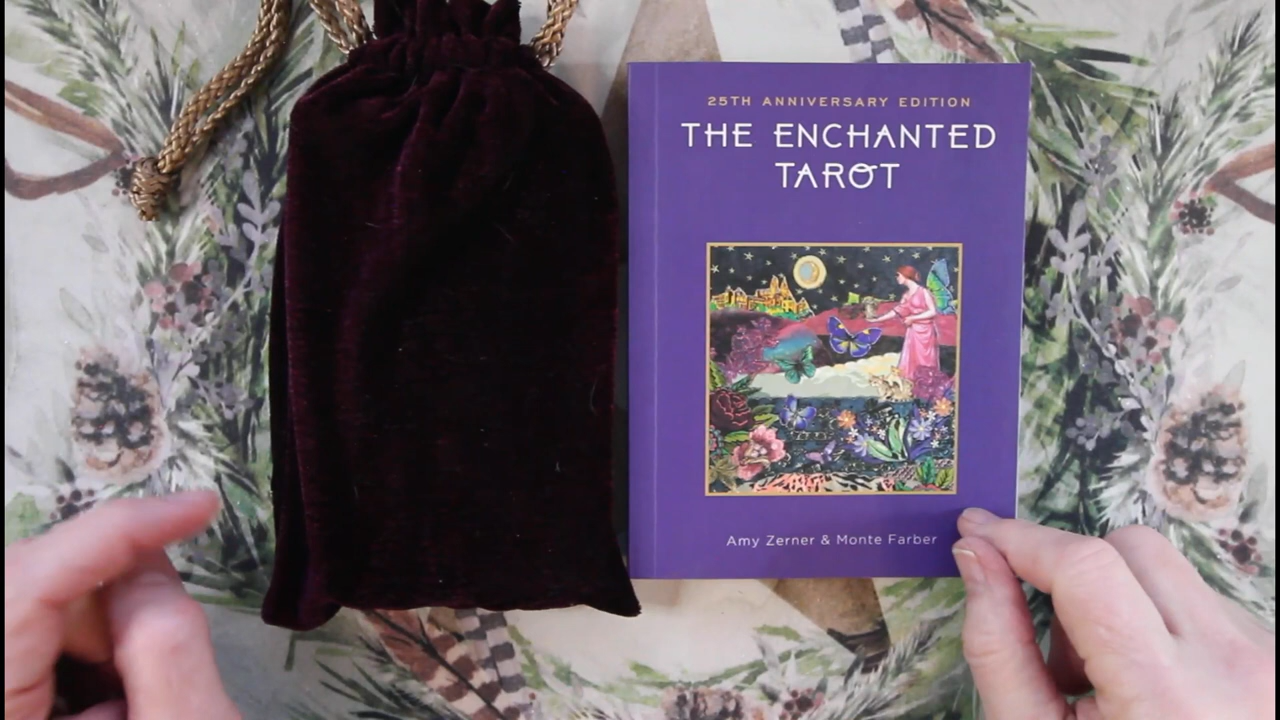 25TH ANNIVERSARY EDITION
THE ENCHANTED
TAROT
Amy Zerner & Monte Farber